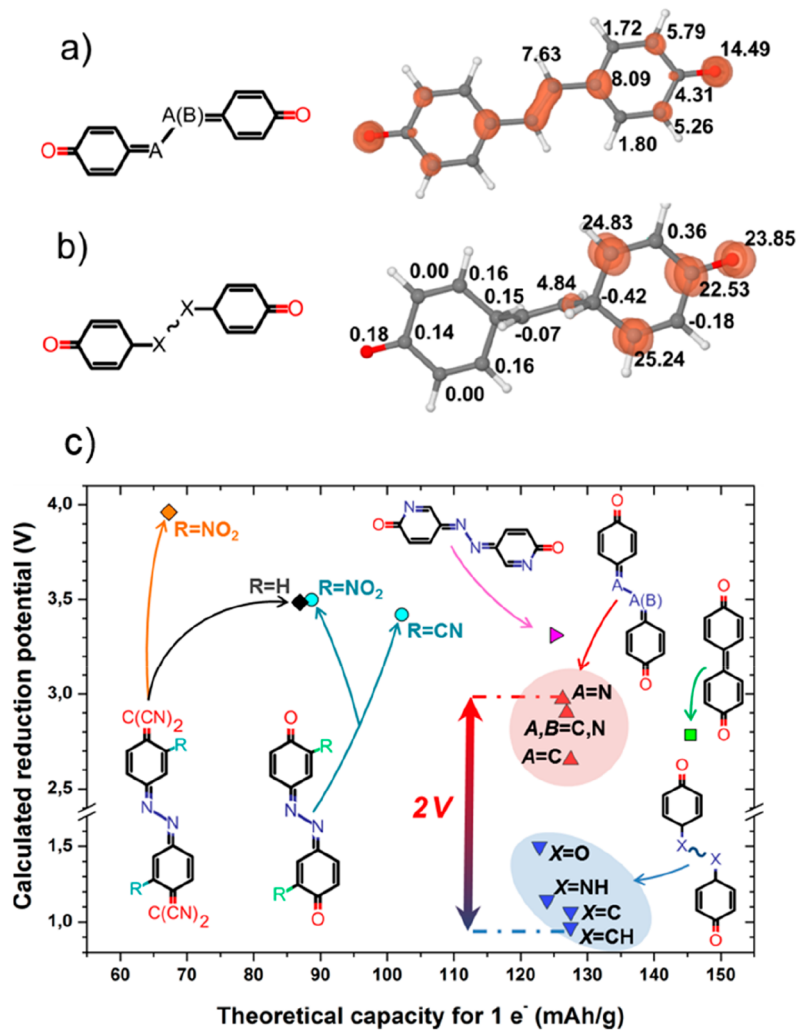 a)
O
A
A(B)
O
7.63
1.72
5.79
14.49
8.09
4.31
5.26
1.80
b)
O
X
X
O
24.83
0.36
23.85
0.00
0.16
4.84
0.15
-0.42
22.53
0.18
0.14
-0.07
-0.18
0.16
25.24
0.00
c)
Calculated reduction potential (V)
4,0
3,5
3,0
2,5
1,5
1,0
R=NO2
R=H
R=NO2
R=CN
O
N
N
N
N
O
O
A
A(B)
O
O
O
C(CN)2
R
N
N
R
C(CN)2
O
R
N
N
R
O
A=N
A,B=C,N
A=C
2V
X=O
X=NH
X=C
X=CH
O
X
X
O
60 70 80 90 100 110 120 130 140 150
Theoretical capacity for 1 e- (mAh/g)